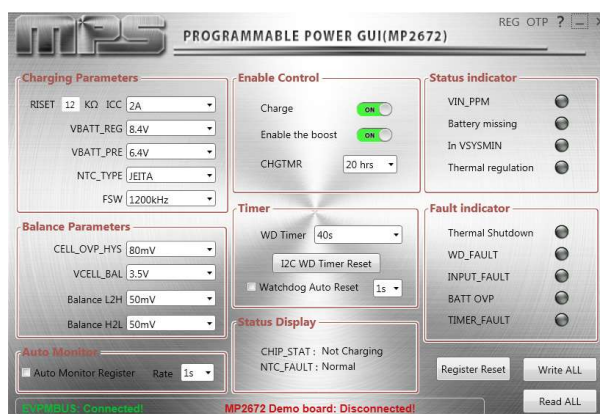 REG OTP ? _ X
mps PROGRAMMABLE POWER GUI(MP2672)
Charging Parameters
RISET 12 KΩ ICC 2A
VBATT_REG 8.4V
VBATT_PRE 6.4V
NTC_TYPE JEITA
FSW 1200kHz
Balance Parameters
CELL_OVP_HYS 80mV
VCELL_BAL 3.5V
Balance L2H 50mV
Balance H2L 50mV
Auto Monitor
Auto Monitor Register Rate 1s
Enable Control
Charge ON
Enable the boost ON
CHGTMR 20 hrs
Timer
WD Timer 40s
I2C WD Timer Reset
Watchdog Auto Reset 1s
Status Display
CHIP_STAT : Not Charging
NTC_FAULT : Normal
Status indicator
VIN_PPM
Battery missing
In VSYSMIN
Thermal regulation
Fault indicator
Thermal Shutdown
WD_FAULT
INPUT_FAULT
BATT OVP
TIMER_FAULT
Register Reset
Write ALL
Read ALL
EVPMBUS: Connected!
MP2672 Demo board: Disconnected!